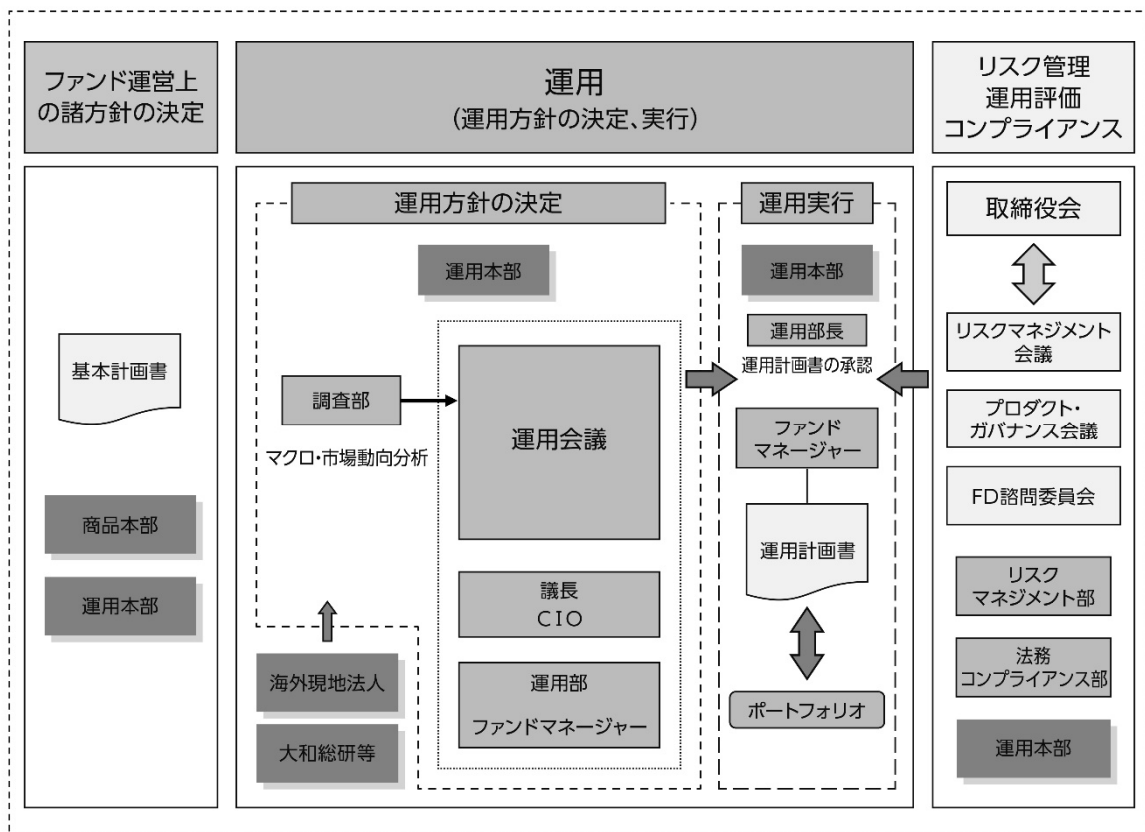 ファンド運営上
の諸方針の決定
基本計画書
商品本部
運用本部
運用
(運用方針の決定、実行)
運用方針の決定
運用本部
調査部
マクロ・市場動向分析
運用会議
議長
CIO
運用部
ファンドマネージャー
海外現地法人
大和総研等
運用実行
運用本部
運用部長
運用計画書の承認
ファンド
マネージャー
運用計画書
ポートフォリオ
リスク管理
運用評価
コンプライアンス
取締役会
リスクマネジメント
会議
プロダクト・
ガバナンス会議
FD諮問委員会
リスク
マネジメント部
法務
コンプライアンス部
運用本部